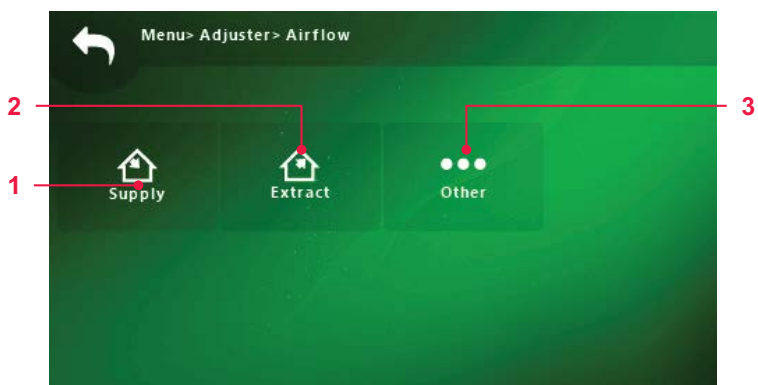 Menu> Adjuster> Airflow
2
3
1
Supply
Extract
Other